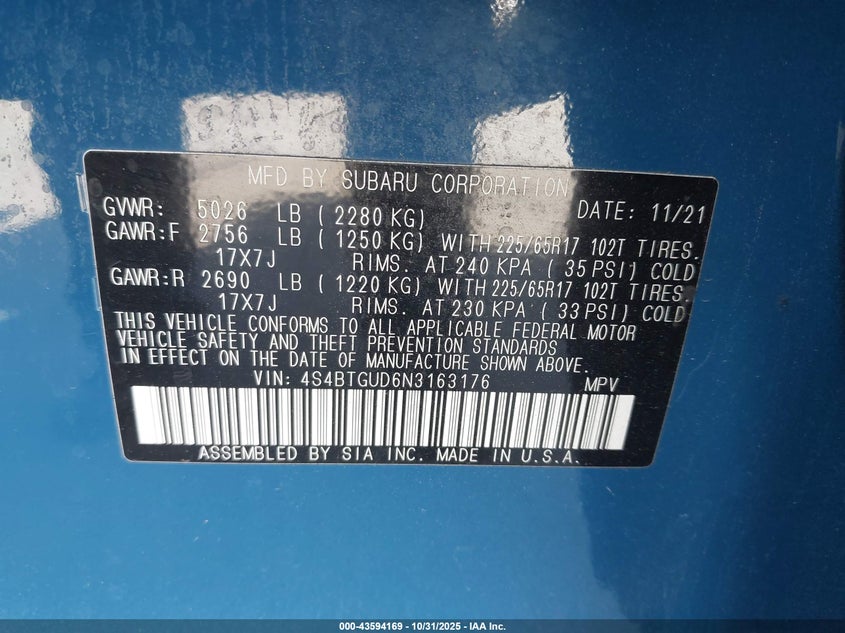 MFD BY SUBARU CORPORATION
GVWR: 5026 LB ( 2280 KG) DATE: 11/21
GAWR:F 2756 LB ( 1250 KG) WITH 225/65R17 102T TIRES.
17X7J RIMS. AT 240 KPA ( 35 PSI) COLD
GAWR:R 2690 LB ( 1220 KG) WITH 225/65R17 102T TIRES.
17X7J RIMS. AT 230 KPA ( 33 PSI) COLD
THIS VEHICLE CONFORMS TO ALL APPLICABLE FEDERAL MOTOR
VEHICLE SAFETY AND THEFT PREVENTION STANDARDS
IN EFFECT ON THE DATE OF MANUFACTURE SHOWN ABOVE.
VIN: 4S4BTGUD6N3163176 MPV
ASSEMBLED BY SIA INC. MADE IN U.S.A.
000-43594169 - 10/31/2025 - IAA Inc.